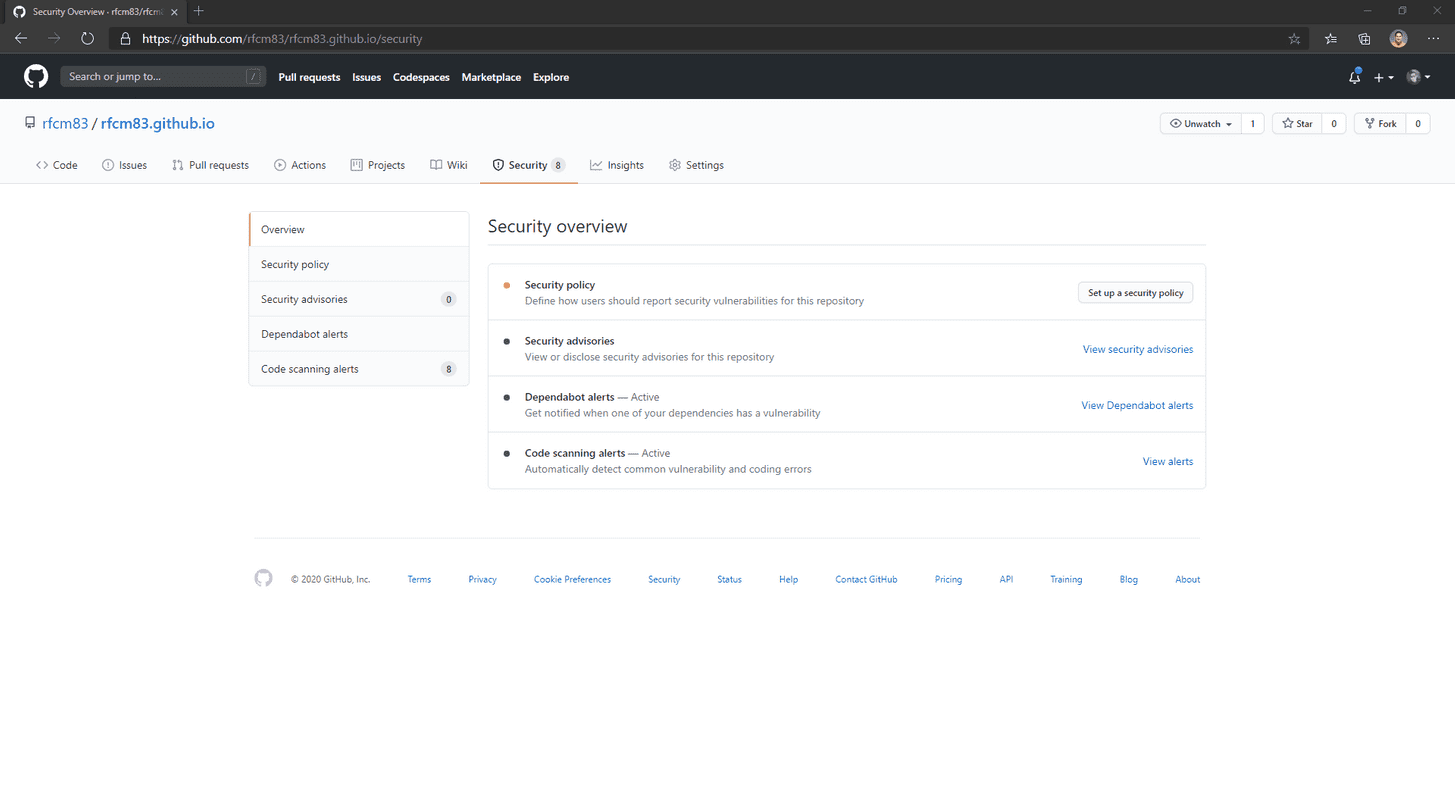 Security Overview · rfcm83/rfcm8
https://github.com/rfcm83/rfcm83.github.io/security
Search or jump to... /
Pull requests Issues Codespaces Marketplace Explore
rfcm83 / rfcm83.github.io
Unwatch 1 Star 0 Fork 0
Code Issues Pull requests Actions Projects Wiki Security 8 Insights Settings
Overview
Security policy
Security advisories 0
Dependabot alerts
Code scanning alerts 8
Security overview
Security policy
Define how users should report security vulnerabilities for this repository
Set up a security policy
Security advisories
View or disclose security advisories for this repository
View security advisories
Dependabot alerts — Active
Get notified when one of your dependencies has a vulnerability
View Dependabot alerts
Code scanning alerts — Active
Automatically detect common vulnerability and coding errors
View alerts
© 2020 GitHub, Inc. Terms Privacy Cookie Preferences Security Status Help Contact GitHub Pricing API Training Blog About